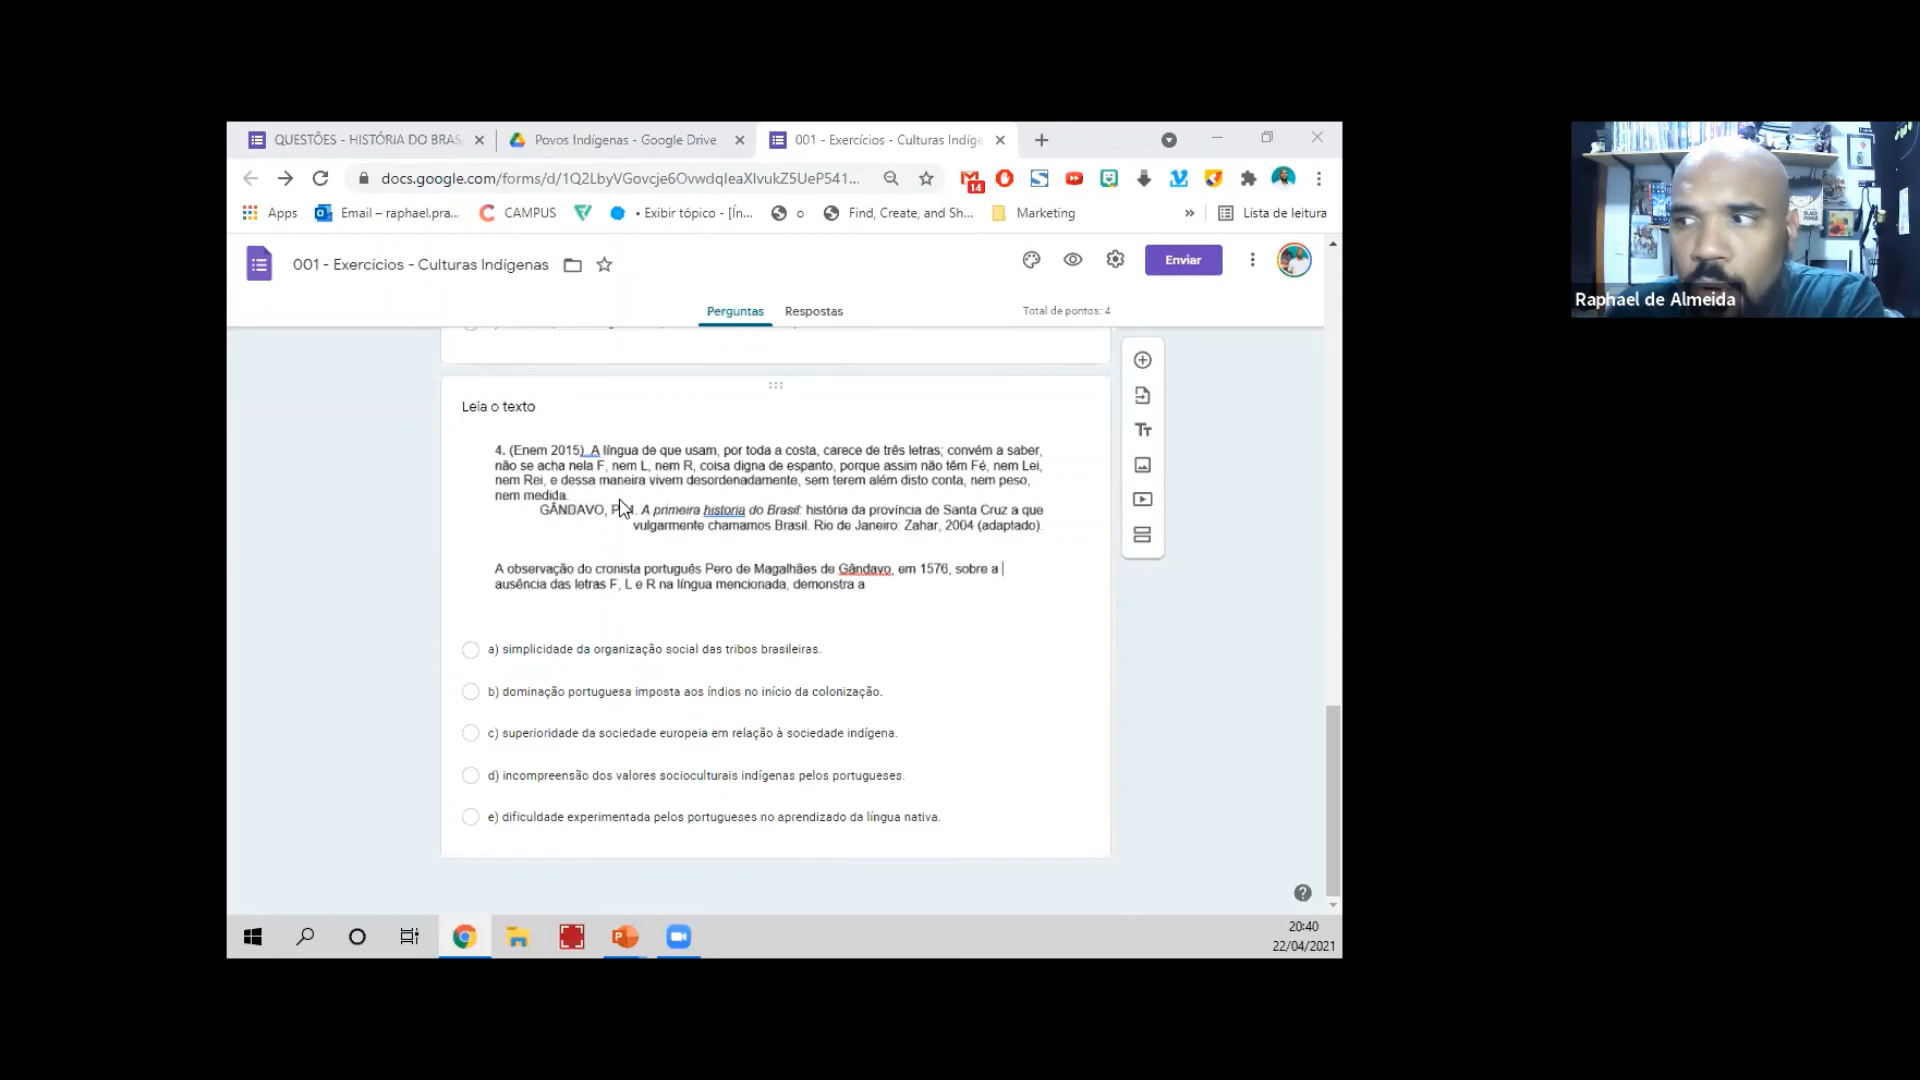 QUESTÕES - HISTÓRIA DO BRAS
Povos Indígenas - Google Drive
001 - Exercícios - Culturas Indíge
docs.google.com/forms/d/1Q2LbyVGovcje6OvwdqIeaXlvukZ5UeP541...
14
Apps
Email – raphael.pra...
CAMPUS
• Exibir tópico - [Ín...
o
Find, Create, and Sh...
Marketing
»
Lista de leitura
001 - Exercícios - Culturas Indígenas
Enviar
Perguntas
Respostas
Total de pontos: 4
Leia o texto
4. (Enem 2015) A língua de que usam, por toda a costa, carece de três letras; convém a saber,
não se acha nela F, nem L, nem R, coisa digna de espanto, porque assim não têm Fé, nem Lei,
nem Rei, e dessa maneira vivem desordenadamente, sem terem além disto conta, nem peso,
nem medida.
GÂNDAVO, P. M. A primeira historia do Brasil: história da província de Santa Cruz a que
vulgarmente chamamos Brasil. Rio de Janeiro: Zahar, 2004 (adaptado).
A observação do cronista português Pero de Magalhães de Gândavo, em 1576, sobre a
ausência das letras F, L e R na língua mencionada, demonstra a
a) simplicidade da organização social das tribos brasileiras.
b) dominação portuguesa imposta aos índios no início da colonização.
c) superioridade da sociedade europeia em relação à sociedade indígena.
d) incompreensão dos valores socioculturais indígenas pelos portugueses.
e) dificuldade experimentada pelos portugueses no aprendizado da língua nativa.
20:40
22/04/2021
Raphael de Almeida